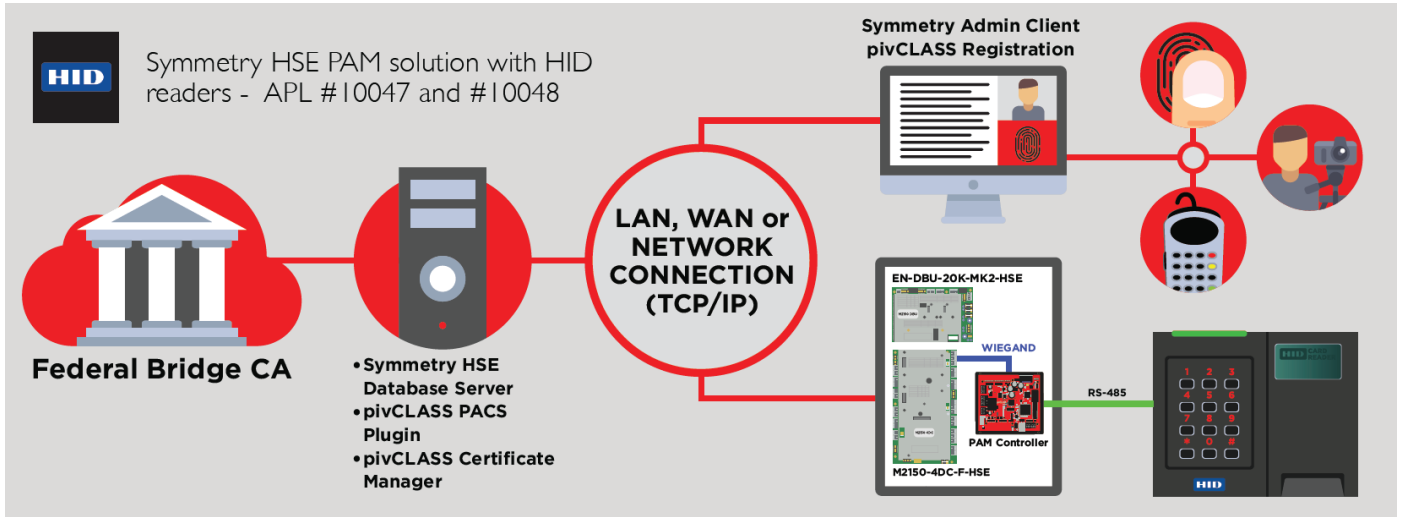 HID
Symmetry HSE PAM solution with HID
readers - APL #10047 and #10048
Federal Bridge CA
•Symmetry HSE
Database Server
•pivCLASS PACS
Plugin
•pivCLASS Certificate
Manager
LAN, WAN or
NETWORK
CONNECTION
(TCP/IP)
Symmetry Admin Client
pivCLASS Registration
EN-DBU-20K-MK2-HSE
WIEGAND
PAM Controller
M2150-4DC-F-HSE
RS-485
HID CARD
READER
1 2 3
4 5 6
7 8 9
* 0 #
HID